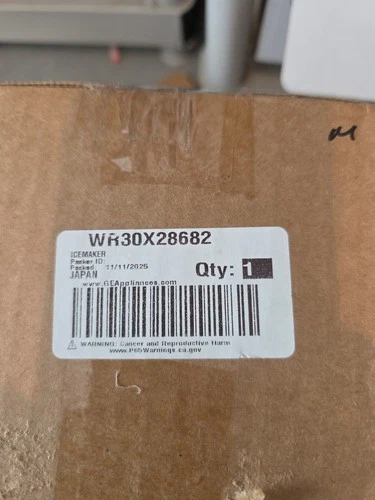 WR30X28682
ICEMAKER
Packer ID:
Packed 11/11/2025
JAPAN
Qty: 1
www.GEAppliances.com
WARNING: Cancer and Reproductive Harm
www.P65Warnings.ca.gov